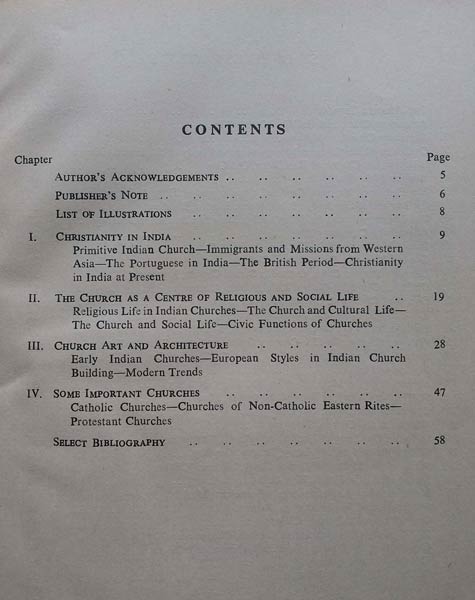 CONTENTS
Chapter Page
AUTHOR'S ACKNOWLEDGEMENTS .. .. .. .. .. .. 5
PUBLISHER'S NOTE .. .. .. .. .. .. .. .. 6
LIST OF ILLUSTRATIONS .. .. .. .. .. .. .. 8
I. CHRISTIANITY IN INDIA .. .. .. .. .. .. .. 9
Primitive Indian Church—Immigrants and Missions from Western
Asia—The Portuguese in India—The British Period—Christianity
in India at Present
II. THE CHURCH AS A CENTRE OF RELIGIOUS AND SOCIAL LIFE .. 19
Religious Life in Indian Churches—The Church and Cultural Life—
The Church and Social Life—Civic Functions of Churches
III. CHURCH ART AND ARCHITECTURE .. .. .. .. .. 28
Early Indian Churches—European Styles in Indian Church
Building—Modern Trends
IV. SOME IMPORTANT CHURCHES .. .. .. .. .. .. 47
Catholic Churches—Churches of Non-Catholic Eastern Rites—
Protestant Churches
SELECT BIBLIOGRAPHY .. .. .. .. .. .. .. 58